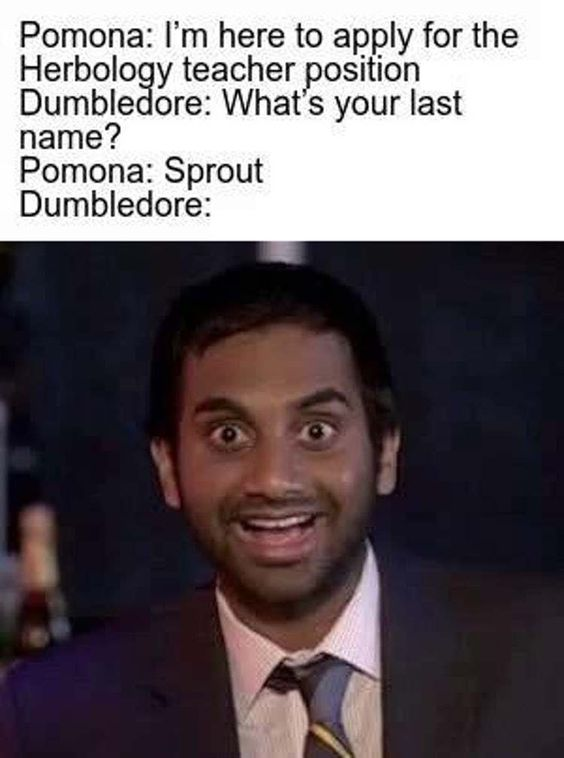 Pomona: I'm here to apply for the
Herbology teacher position
Dumbledore: What's your last
name?
Pomona: Sprout
Dumbledore: